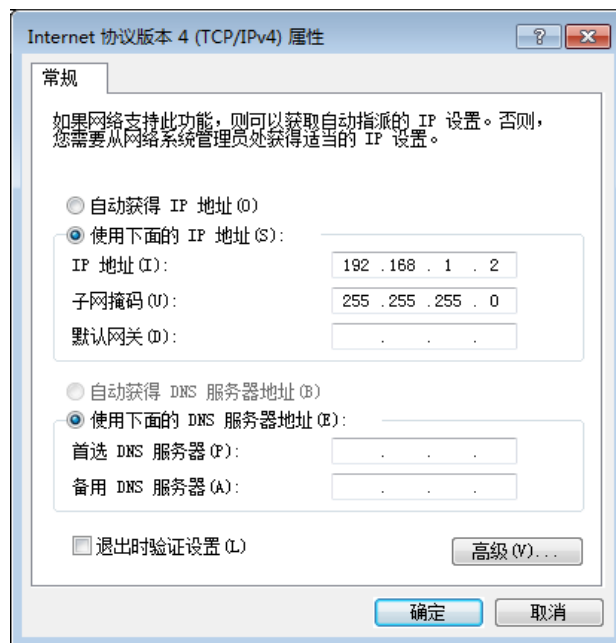 Internet 协议版本 4 (TCP/IPv4) 属性
常规
如果网络支持此功能，则可以获取自动指派的 IP 设置。否则，
您需要从网络系统管理员处获得适当的 IP 设置。
自动获得 IP 地址(O)
使用下面的 IP 地址(S):
IP 地址(I): 192 .168 . 1 . 2
子网掩码(U): 255 .255 .255 . 0
默认网关(D): . . .
自动获得 DNS 服务器地址(B)
使用下面的 DNS 服务器地址(E):
首选 DNS 服务器(P): . . .
备用 DNS 服务器(A): . . .
退出时验证设置(L)
高级(V)...
确定 取消